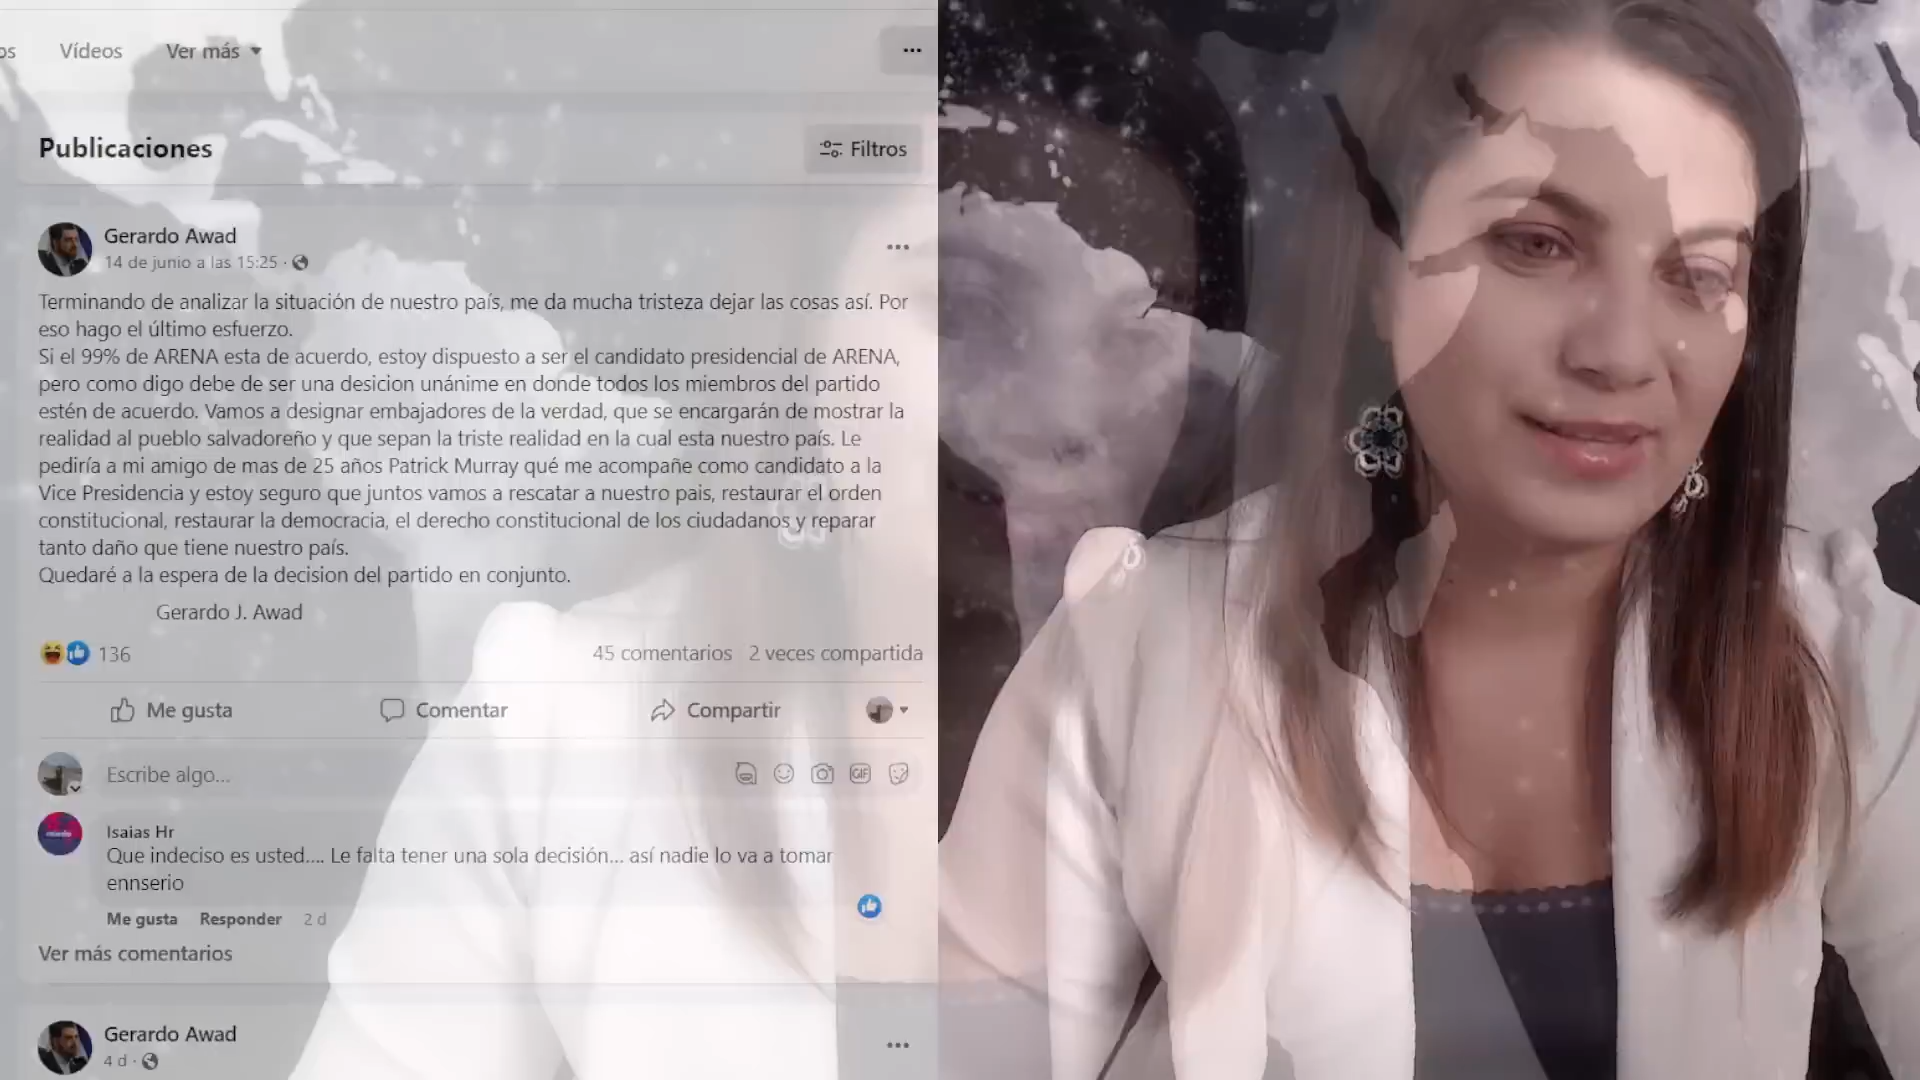 Vídeos
Ver más
Publicaciones
Filtros
Gerardo Awad
14 de junio a las 15:25 ·
Terminando de analizar la situación de nuestro país, me da mucha tristeza dejar las cosas así. Por
eso hago el último esfuerzo.
Si el 99% de ARENA esta de acuerdo, estoy dispuesto a ser el candidato presidencial de ARENA,
pero como digo debe de ser una desicion unánime en donde todos los miembros del partido
estén de acuerdo. Vamos a designar embajadores de la verdad, que se encargarán de mostrar la
realidad al pueblo salvadoreño y que sepan la triste realidad en la cual esta nuestro país. Le
pediría a mi amigo de mas de 25 años Patrick Murray qué me acompañe como candidato a la
Vice Presidencia y estoy seguro que juntos vamos a rescatar a nuestro pais, restaurar el orden
constitucional, restaurar la democracia, el derecho constitucional de los ciudadanos y reparar
tanto daño que tiene nuestro país.
Quedaré a la espera de la decision del partido en conjunto.
Gerardo J. Awad
136
45 comentarios 2 veces compartida
Me gusta
Comentar
Compartir
Escribe algo...
GIF
Isaias Hr
Que indeciso es usted.... Le falta tener una sola decisión... así nadie lo va a tomar
ennserio
Me gusta Responder 2 d
Ver más comentarios
Gerardo Awad
4 d ·